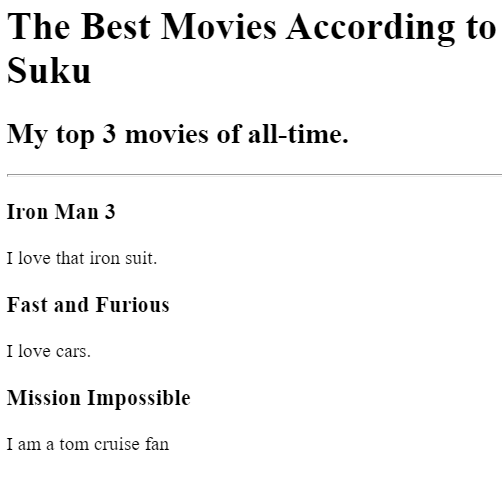 The Best Movies According to
Suku
My top 3 movies of all-time.
Iron Man 3
I love that iron suit.
Fast and Furious
I love cars.
Mission Impossible
I am a tom cruise fan